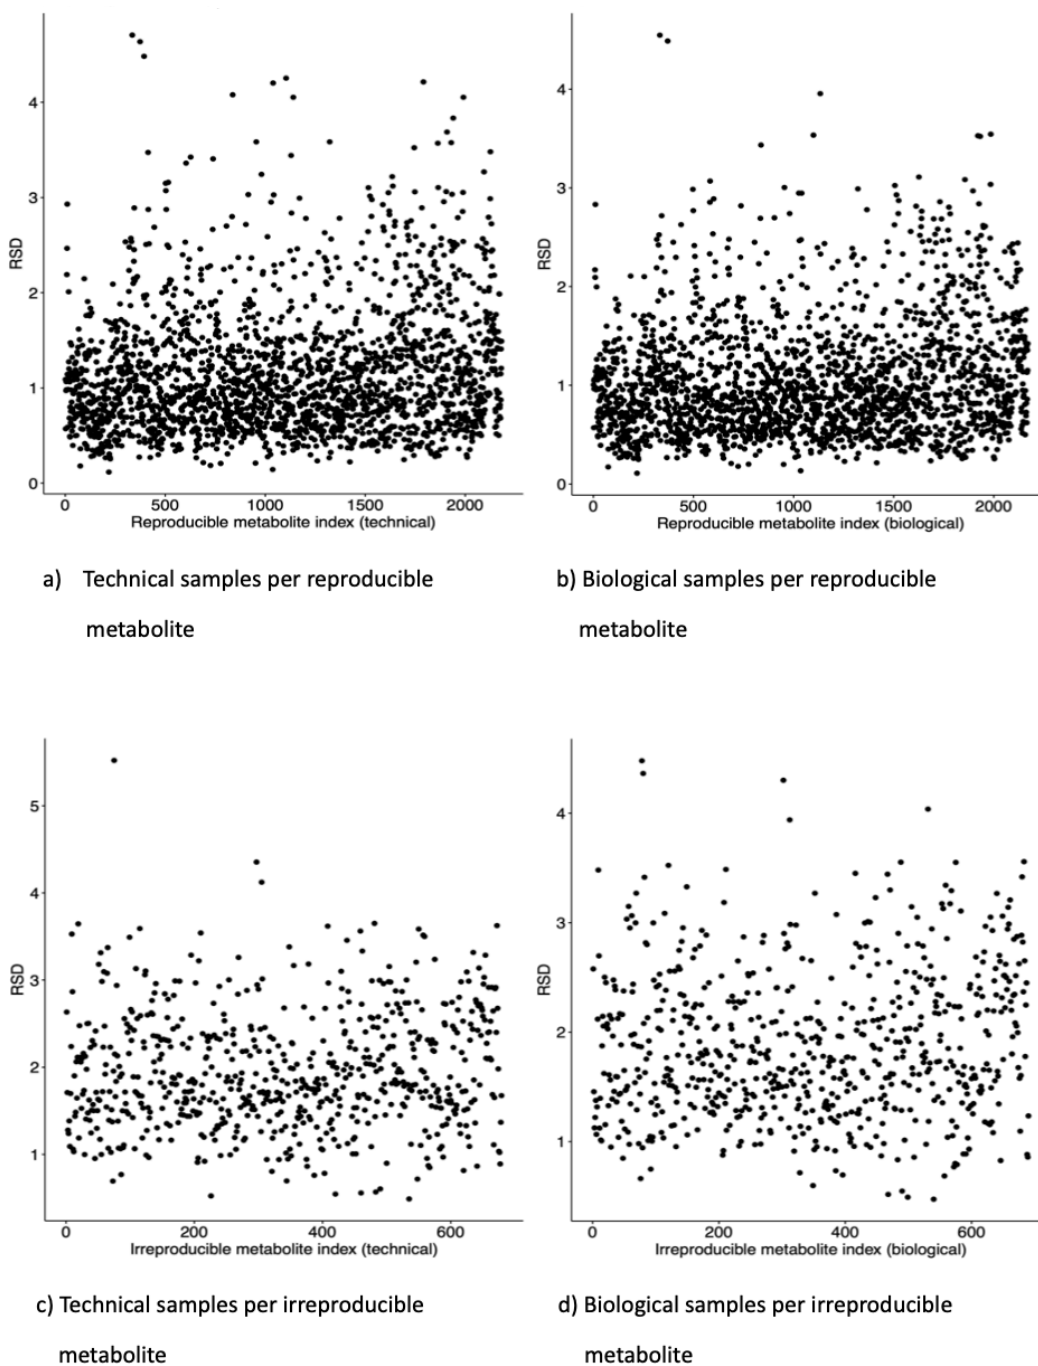 4
3
RSD
2
1
0
0 500 1000 1500 2000
Reproducible metabolite index (technical)
4
3
RSD
2
1
0
0 500 1000 1500 2000
Reproducible metabolite index (biological)
a) Technical samples per reproducible
metabolite
b) Biological samples per reproducible
metabolite
5
4
3
RSD
2
1
0 200 400 600
Irreproducible metabolite index (technical)
4
3
RSD
2
1
0 200 400 600
Irreproducible metabolite index (biological)
c) Technical samples per irreproducible
metabolite
d) Biological samples per irreproducible
metabolite